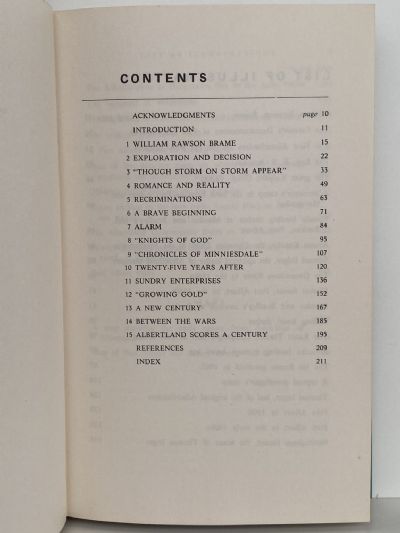 CONTENTS
ACKNOWLEDGMENTS page 10
INTRODUCTION 11
1 WILLIAM RAWSON BRAME 15
2 EXPLORATION AND DECISION 22
3 "THOUGH STORM ON STORM APPEAR" 33
4 ROMANCE AND REALITY 49
5 RECRIMINATIONS 63
6 A BRAVE BEGINNING 71
7 ALARM 84
8 "KNIGHTS OF GOD" 95
9 "CHRONICLES OF MINNIESDALE" 107
10 TWENTY-FIVE YEARS AFTER 120
11 SUNDRY ENTERPRISES 136
12 "GROWING GOLD" 152
13 A NEW CENTURY 167
14 BETWEEN THE WARS 185
15 ALBERTLAND SCORES A CENTURY 195
REFERENCES 209
INDEX 211